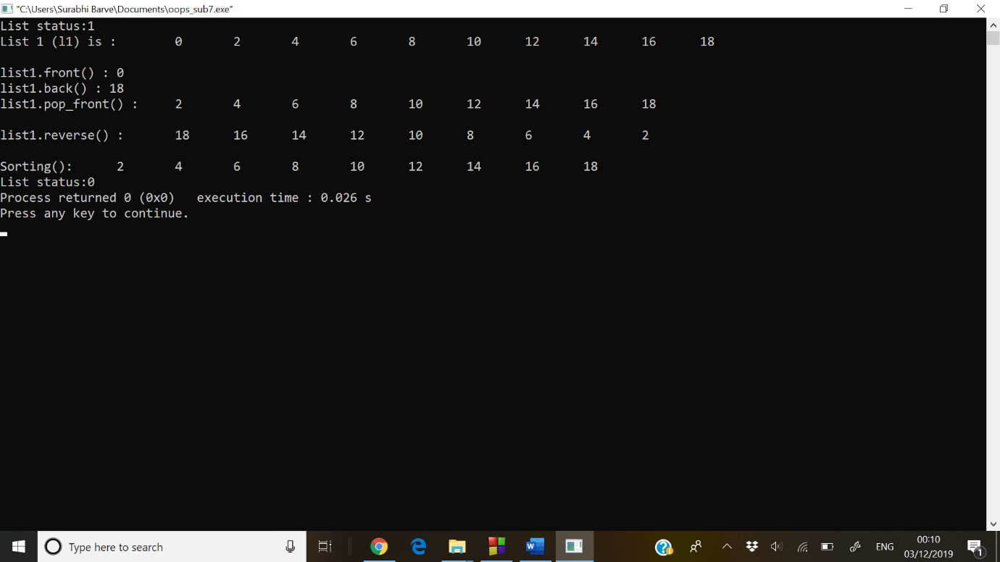 "C:\Users\Surabhi Barve\Documents\oops_sub7.exe"
List status:1
List 1 (l1) is : 0 2 4 6 8 10 12 14 16 18
list1.front() : 0
list1.back() : 18
list1.pop_front() : 2 4 6 8 10 12 14 16 18
list1.reverse() : 18 16 14 12 10 8 6 4 2
Sorting(): 2 4 6 8 10 12 14 16 18
List status:0
Process returned 0 (0x0) execution time : 0.026 s
Press any key to continue.
Type here to search
ENG
00:10
03/12/2019
1